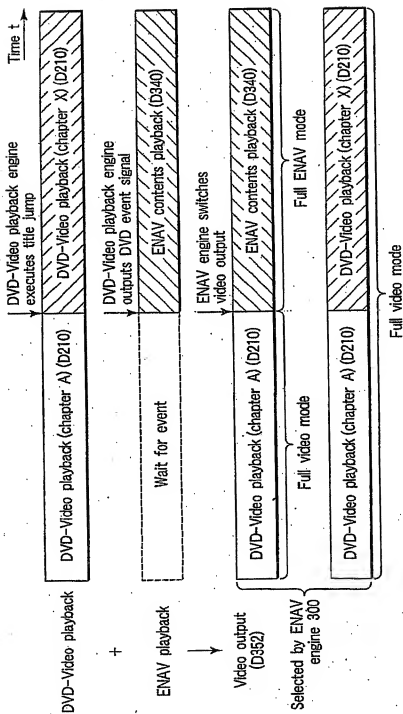 Time t
DVD-Video playback engine
executes title jump
DVD-Video playback
DVD-Video playback (chapter A) (D210)
DVD-Video playback (chapter X) (D210)
+
DVD-Video playback engine
outputs DVD event signal
ENAV playback
Wait for event
ENAV contents playback (D340)
ENAV engine switches
video output
Video output
(D352)
DVD-Video playback (chapter A) (D210)
ENAV contents playback (D340)
Full video mode
Full ENAV mode
Selected by ENAV
engine 300
DVD-Video playback (chapter A) (D210)
DVD-Video playback (chapter X) (D210)
Full video mode